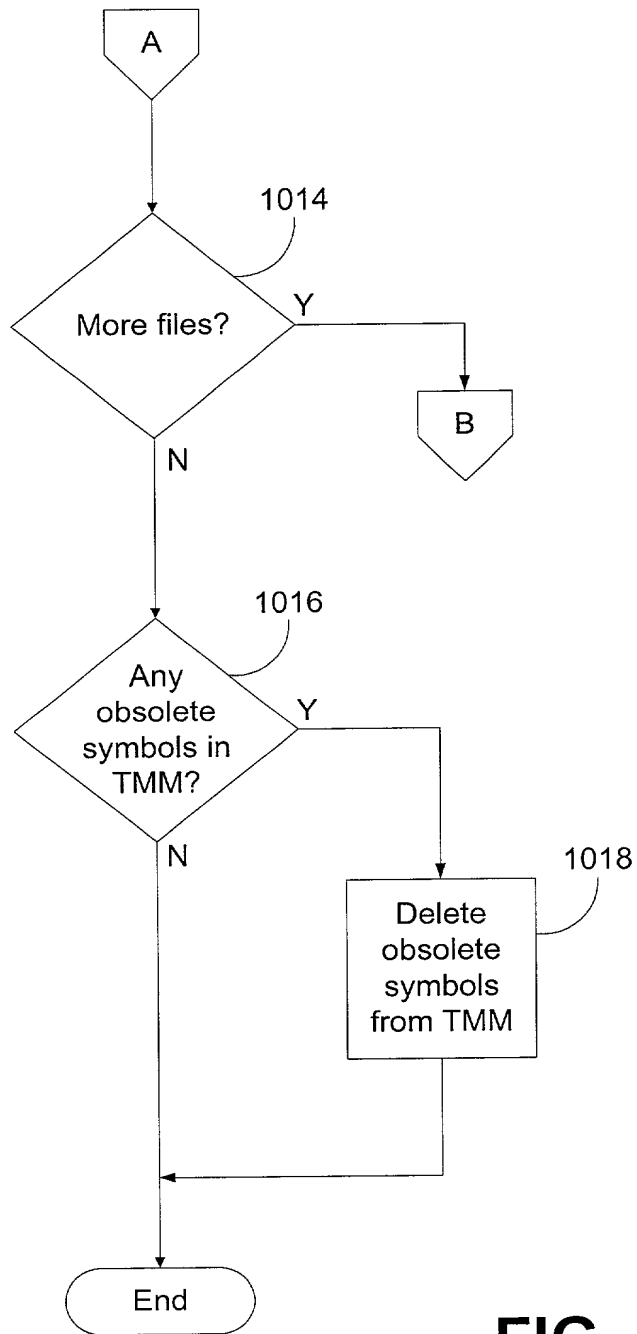 A
1014
More files?
Y
B
N
1016
Any
obsolete
symbols in
TMM?
Y
N
1018
Delete
obsolete
symbols
from TMM
End
FIG